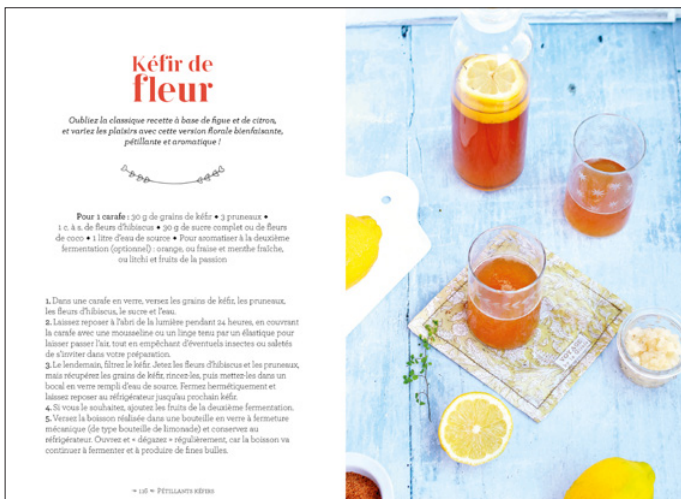 Kéfir de
fleur
Oubliez la classique recette à base de figue et de citron,
et variez les plaisirs avec cette version florale bienfaisante,
pétillante et aromatique !
Pour 1 carafe : 30 g de grains de kéfir • 3 pruneaux •
1 c. à s. de fleurs d'hibiscus • 90 g de sucre complet ou de fleurs
de coco • 1 litre d'eau de source • Pour aromatiser à la deuxième
fermentation (optionnel) : orange, ou fraise et menthe fraîche,
ou litchi et fruits de la passion
1. Dans une carafe en verre, versez les grains de kéfir, les pruneaux,
les fleurs d'hibiscus, le sucre et l'eau.
2. Laissez reposer à l'abri de la lumière pendant 24 heures, en couvrant
la carafe avec une mousseline ou un linge tenu par un élastique pour
laisser passer l'air, tout en empêchant d'éventuels insectes ou saletés
de s'inviter dans votre préparation.
3. Le lendemain, filtrez le kéfir. Jetez les fleurs d'hibiscus et les pruneaux,
mais récupérez les grains de kéfir, rincez-les, puis mettez-les dans un
bocal en verre rempli d'eau de source. Fermez hermétiquement et
laissez reposer au réfrigérateur jusqu'au prochain kéfir.
4. Si vous le souhaitez, ajoutez les fruits de la deuxième fermentation.
5. Versez la boisson réalisée dans une bouteille en verre à fermeture
mécanique (de type bouteille de limonade) et conservez au
réfrigérateur. Ouvrez et « dégazez » régulièrement, car la boisson va
continuer à fermenter et à produire de fines bulles.
PÉTILLANTS KÉFIRS